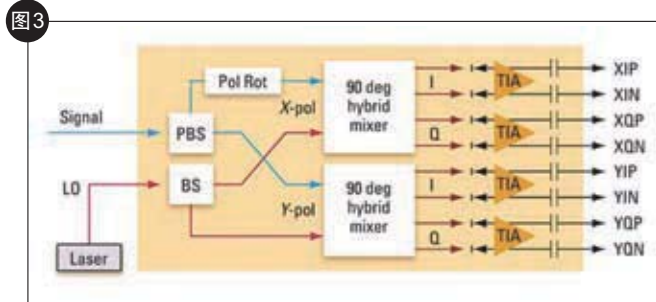 图3
Pol Rot
X-pol
90 deg
hybrid
mixer
I
Q
TIA
TIA
XIP
XIN
XQP
XQN
Signal
PBS
LO
BS
Y-pol
90 deg
hybrid
mixer
I
Q
TIA
TIA
YIP
YIN
YQP
YQN
Laser